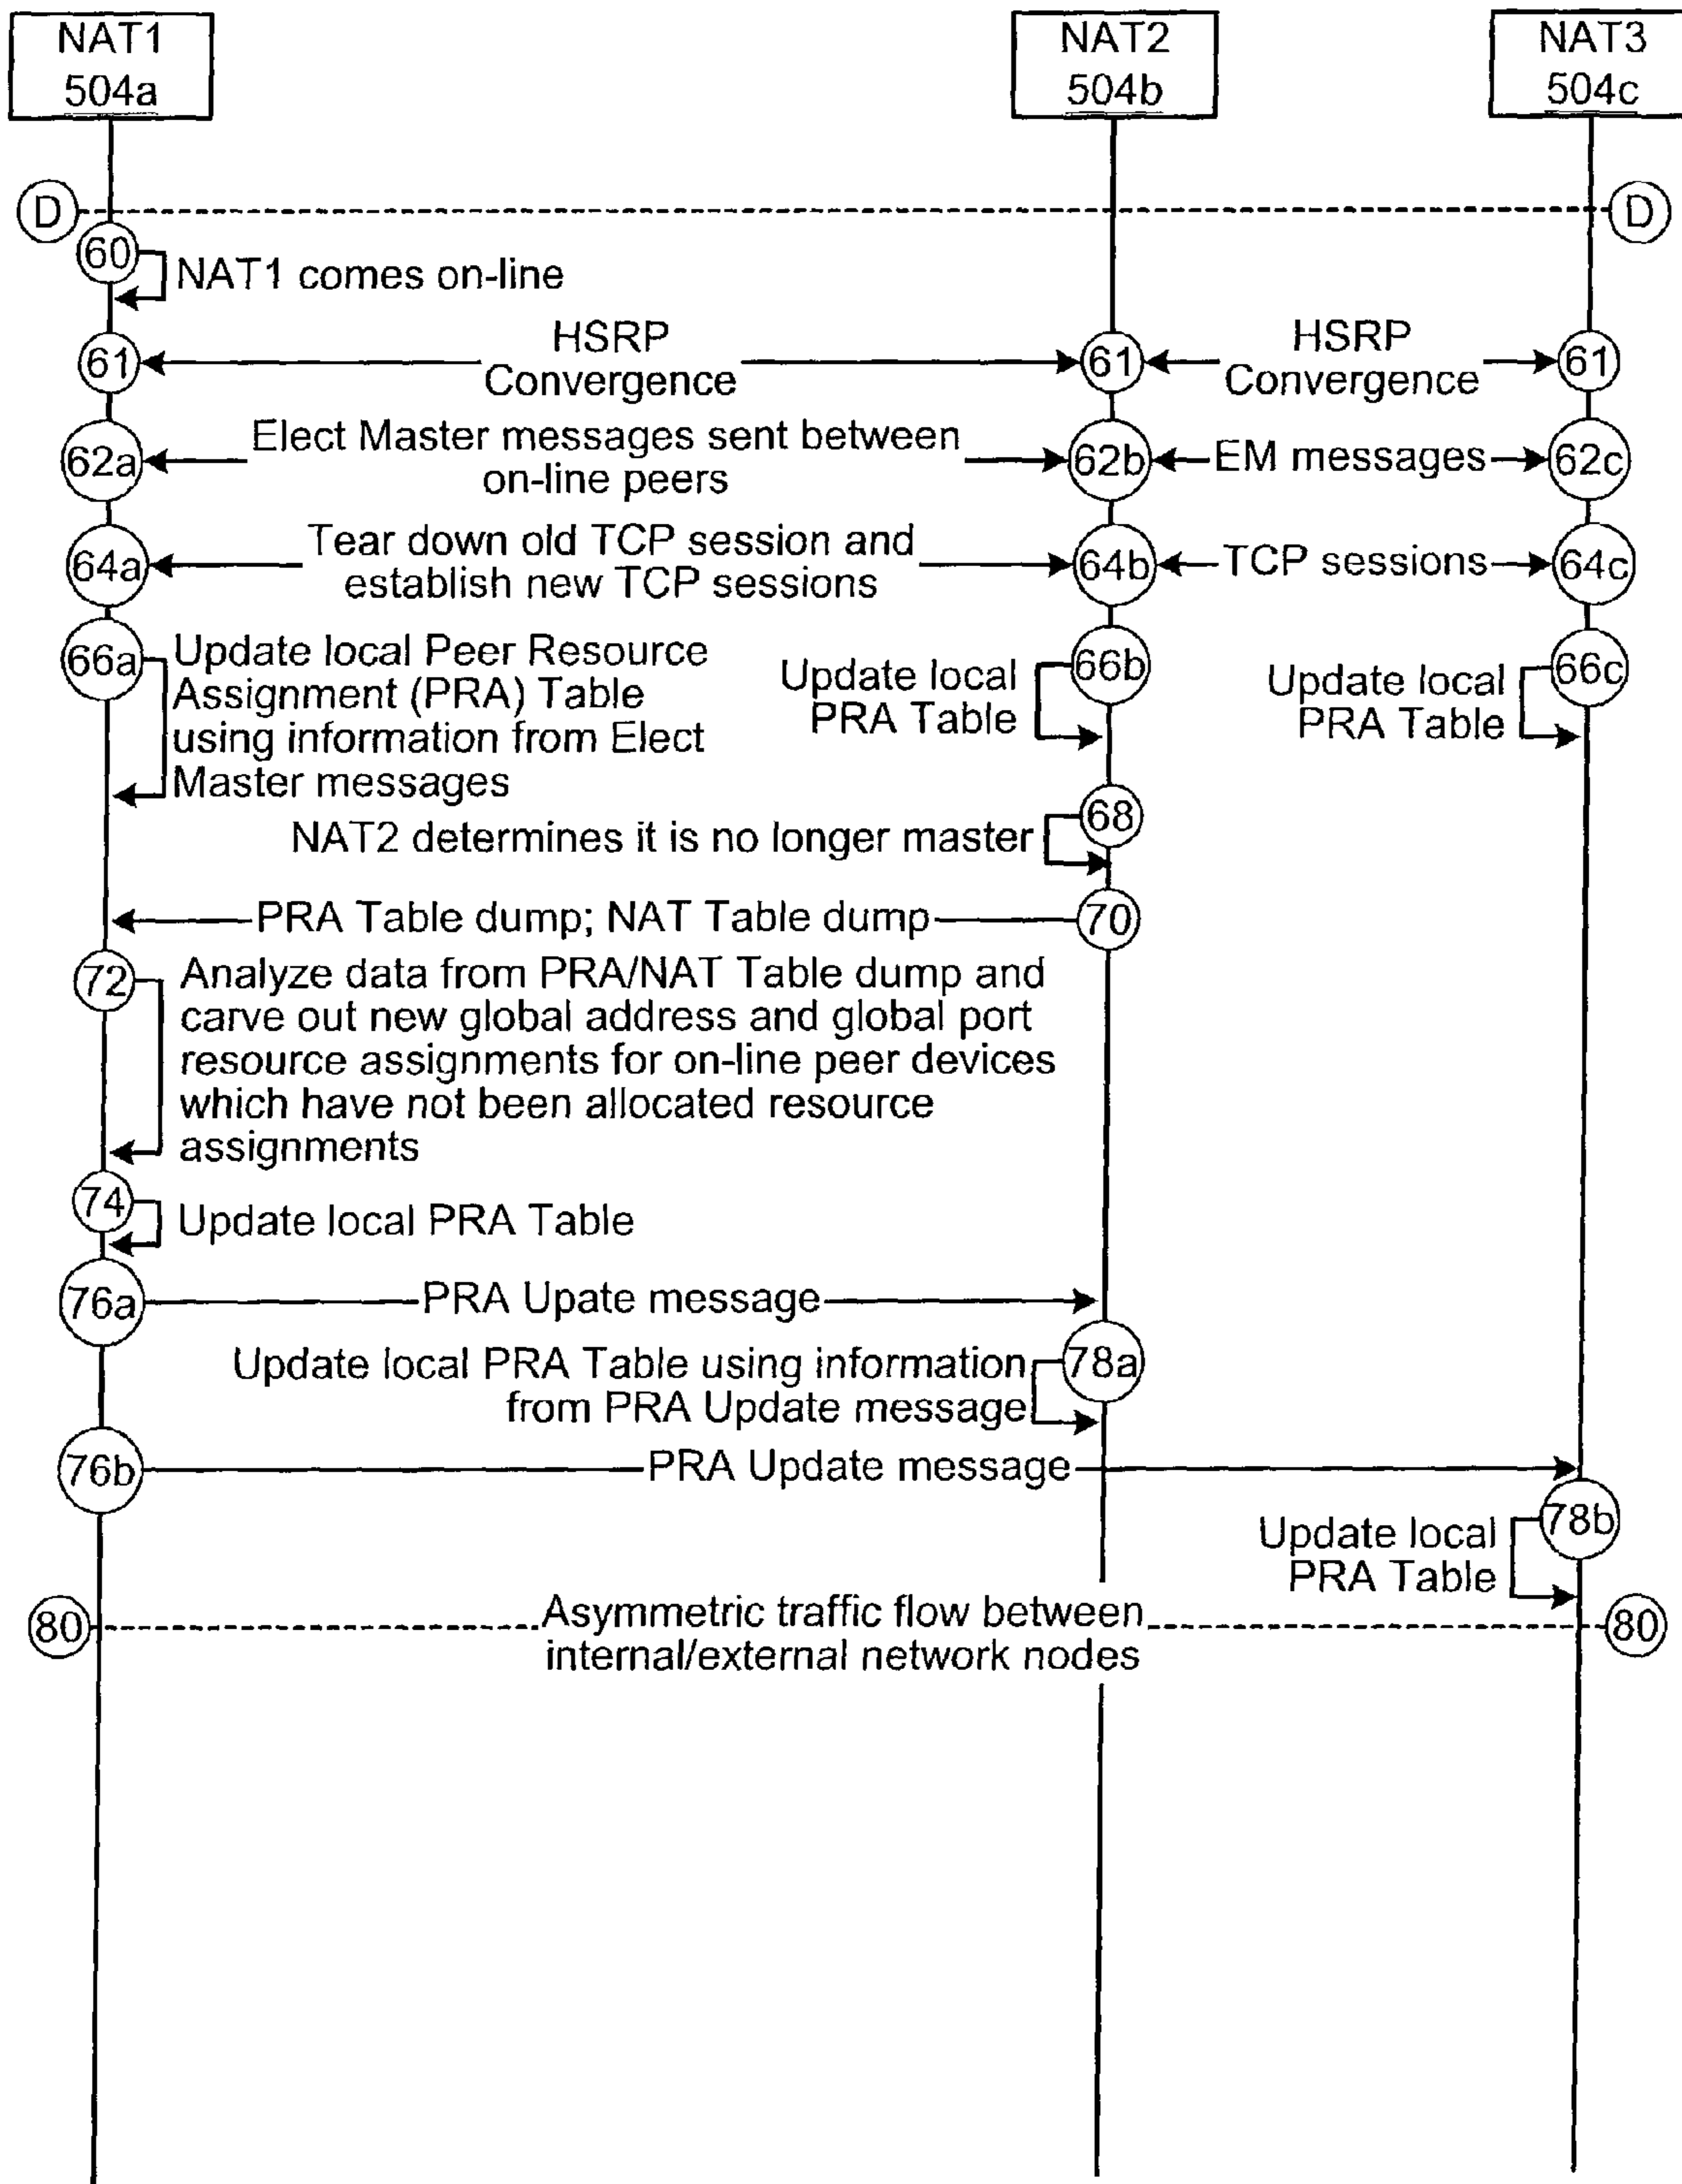 NAT1
504a
NAT2
504b
NAT3
504c
D
D
60
NAT1 comes on-line
61
HSRP
Convergence
61
HSRP
Convergence
61
62a
Elect Master messages sent between
on-line peers
62b
EM messages
62c
64a
Tear down old TCP session and
establish new TCP sessions
64b
TCP sessions
64c
66a
Update local Peer Resource
Assignment (PRA) Table
using information from Elect
Master messages
Update local
PRA Table
66b
Update local
PRA Table
66c
68
NAT2 determines it is no longer master
PRA Table dump; NAT Table dump
70
72
Analyze data from PRA/NAT Table dump and
carve out new global address and global port
resource assignments for on-line peer devices
which have not been allocated resource
assignments
74
Update local PRA Table
76a
PRA Upate message
Update local PRA Table using information
from PRA Update message
78a
76b
PRA Update message
78b
Update local
PRA Table
80
Asymmetric traffic flow between
internal/external network nodes
80